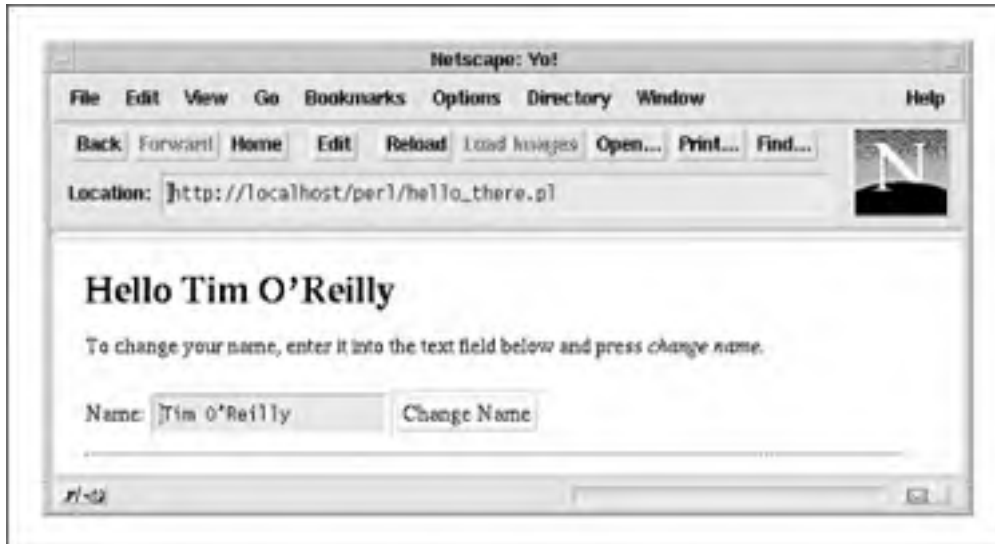 Netscape: Yo!
File Edit View Go Bookmarks Options Directory Window Help
Back Forward Home Edit Reload Load Images Open... Print... Find...
N
Location: http://localhost/perl/hello_there.pl
Hello Tim O'Reilly
To change your name, enter it into the text field below and press change name.
Name: Tim O'Reilly Change Name